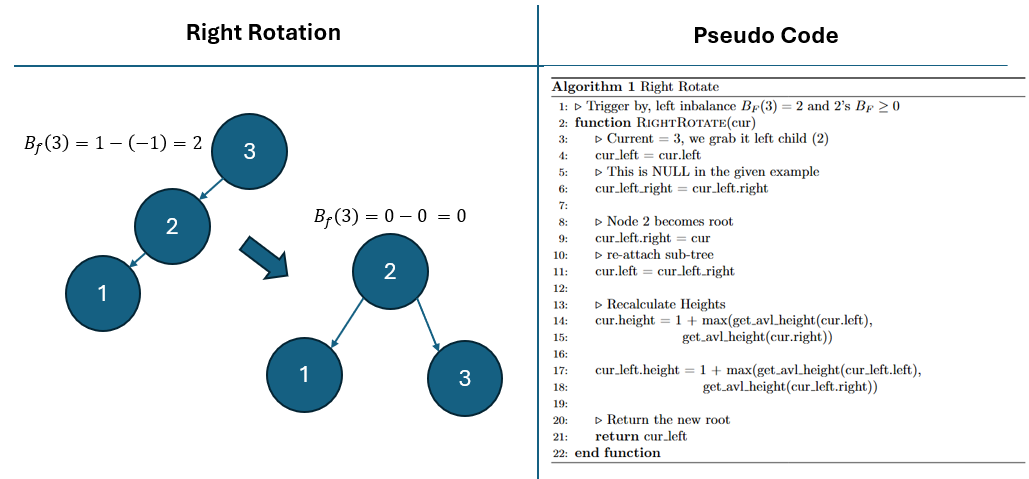 Right Rotation
B_f(3) = 1 − (−1) = 2
3
2
1
B_f(3) = 0 − 0 = 0
2
1
3
Pseudo Code
Algorithm 1 Right Rotate
1: ▷ Trigger by, left inbalance B_F(3) = 2 and 2's B_F ≥ 0
2: function RIGHTROTATE(cur)
3: ▷ Current = 3, we grab it left child (2)
4: cur_left = cur.left
5: ▷ This is NULL in the given example
6: cur_left_right = cur_left.right
7:
8: ▷ Node 2 becomes root
9: cur_left.right = cur
10: ▷ re-attach sub-tree
11: cur.left = cur_left_right
12:
13: ▷ Recalculate Heights
14: cur.height = 1 + max(get_avl_height(cur.left),
15: get_avl_height(cur.right))
16:
17: cur_left.height = 1 + max(get_avl_height(cur_left.left),
18: get_avl_height(cur_left.right))
19:
20: ▷ Return the new root
21: return cur_left
22: end function